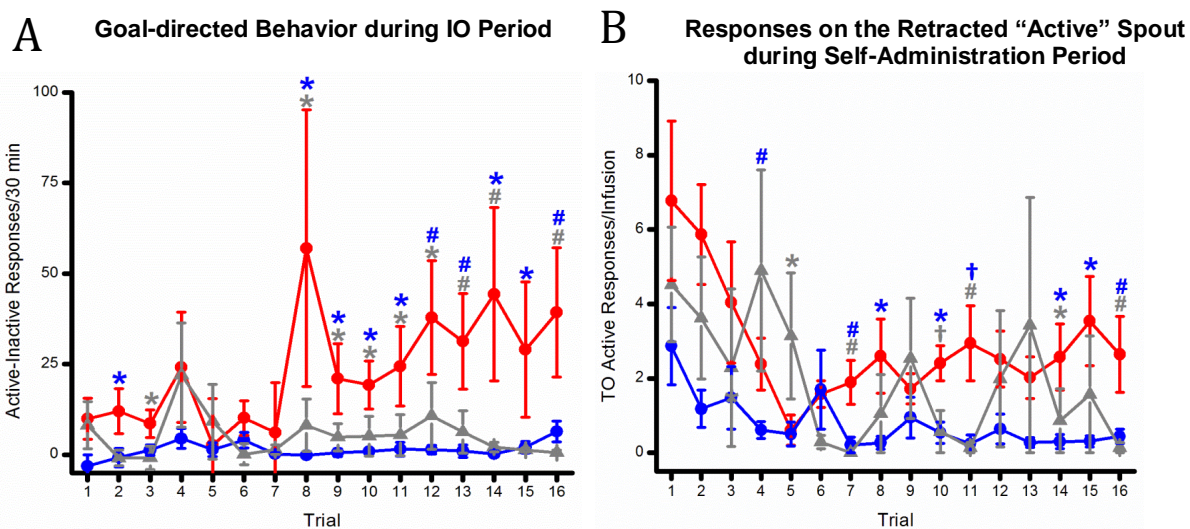 A Goal-directed Behavior during IO Period
Active-Inactive Responses/30 min
100
75
50
25
0
* * * * * * * * * * # * # # * # * # #
1 2 3 4 5 6 7 8 9 10 11 12 13 14 15 16
Trial
B Responses on the Retracted “Active” Spout
during Self-Administration Period
TO Active Responses/Infusion
10
8
6
4
2
0
# * # # * * † † # * * * # #
1 2 3 4 5 6 7 8 9 10 11 12 13 14 15 16
Trial